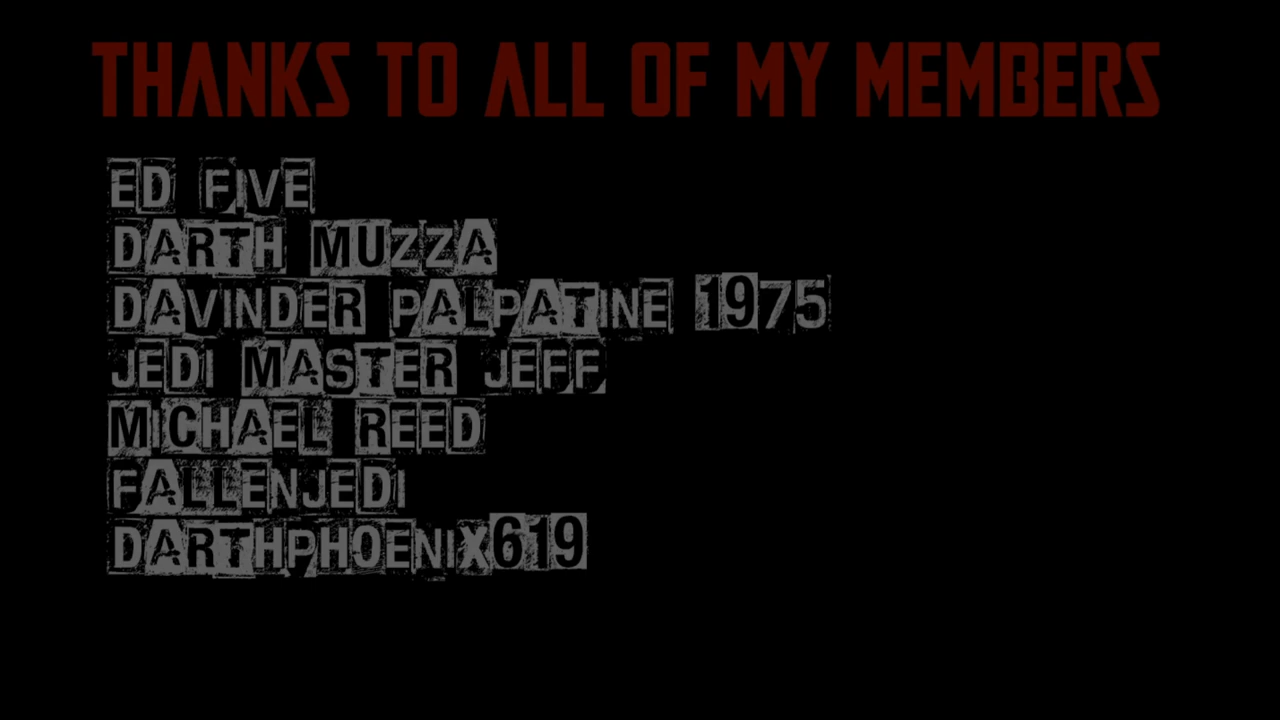 THANKS TO ALL OF MY MEMBERS
ED FIVE
DARTH MUZZA
DAVINDER PALPATINE 1975
JEDI MASTER JEFF
MICHAEL REED
FALLENJEDI
DARTHPHOENIX619